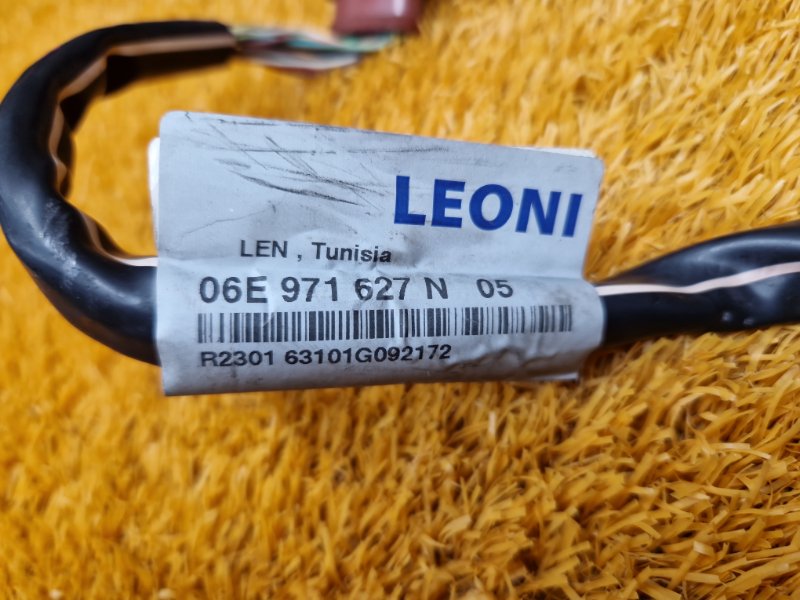 LEONI
LEN , Tunisia
06E 971 627 N 05
R2301 63101G092172